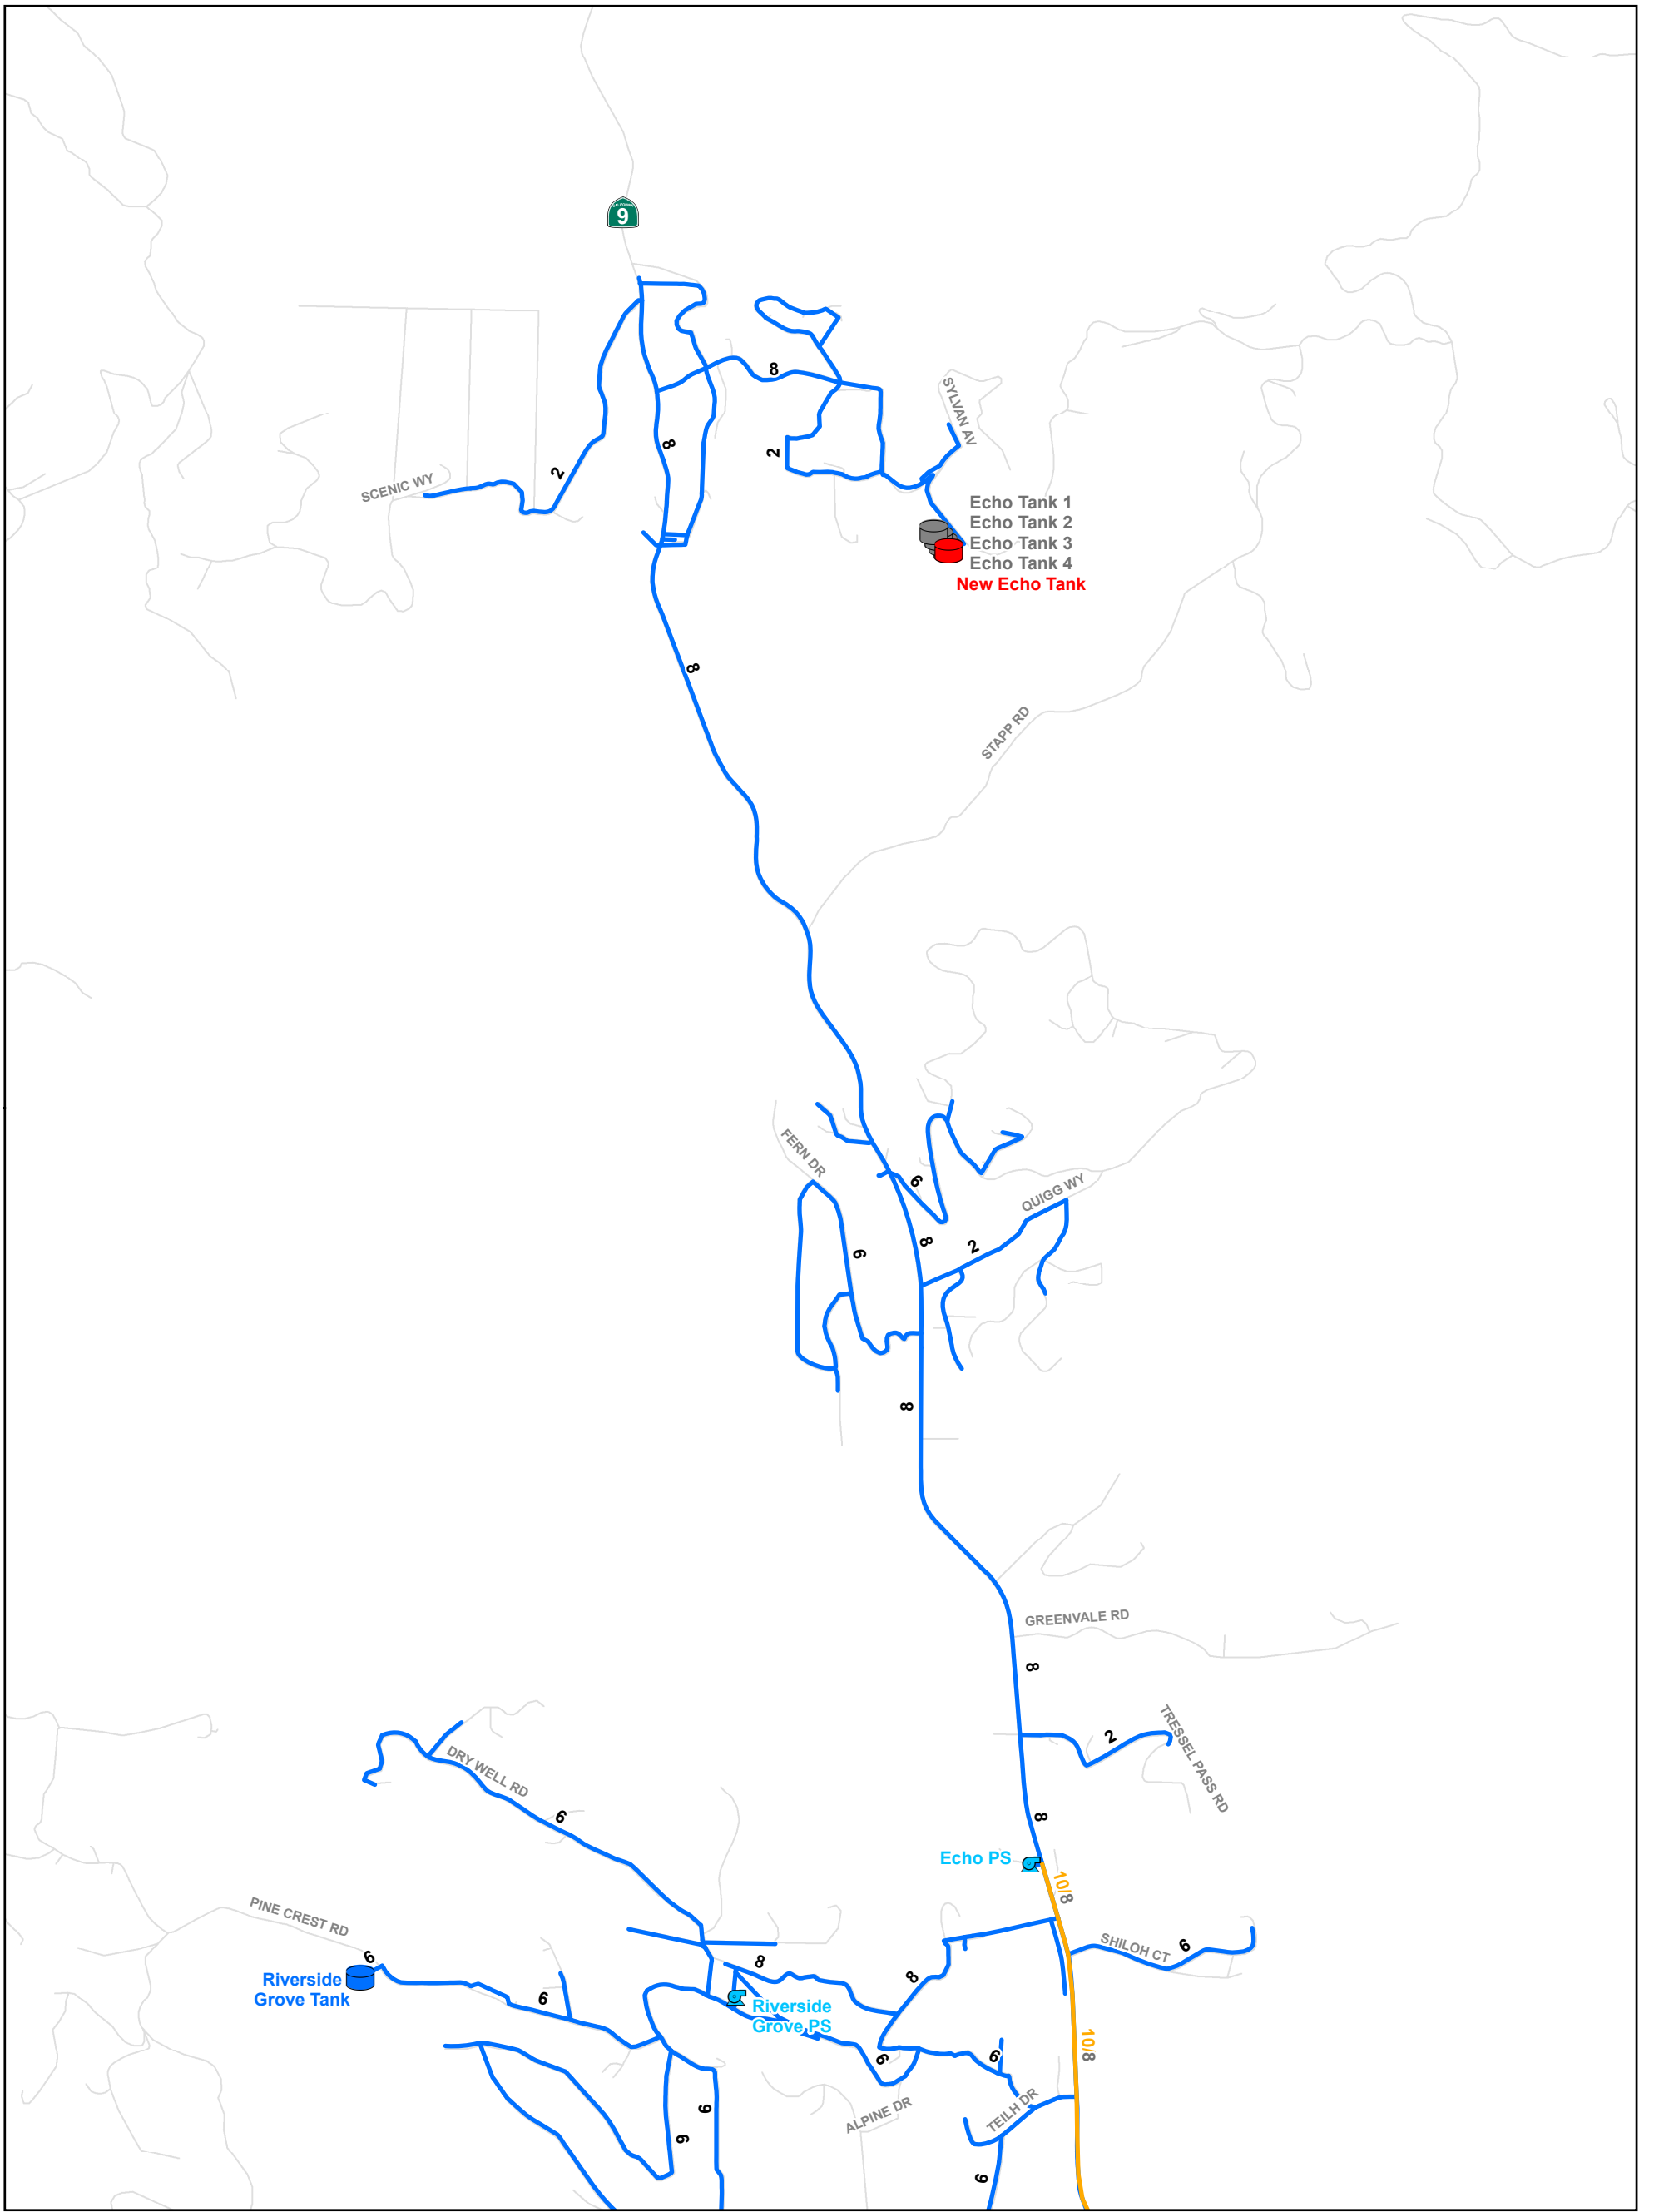 CALIFORNIA
9
8
SYLVAN AV
8
2
2
SCENIC WY
Echo Tank 1
Echo Tank 2
Echo Tank 3
Echo Tank 4
New Echo Tank
8
STAPP RD
FERN DR
6
QUIGG WY
8
2
6
8
GREENVALE RD
8
TRESSEL PASS RD
2
DRY WELL RD
6
8
Echo PS
10/8
PINE CREST RD
SHILOH CT
6
6
8
8
Riverside
Grove Tank
6
Riverside
Grove PS
10/8
6
6
TEILH DR
ALPINE DR
6
6
6